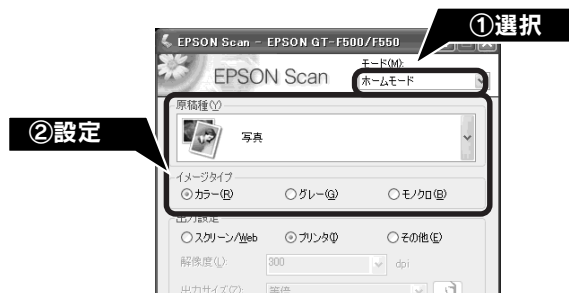 ①選択
EPSON Scan - EPSON GT-F500/F550
モード(M):
EPSON Scan
ホームモード
原稿種(Y)
②設定
写真
イメージタイプ
カラー(R) グレー(G) モノクロ(B)
出力設定
スクリーン/Web プリンタ(I) その他(E)
解像度(L): 300 dpi
出力サイズ(Z): 等倍